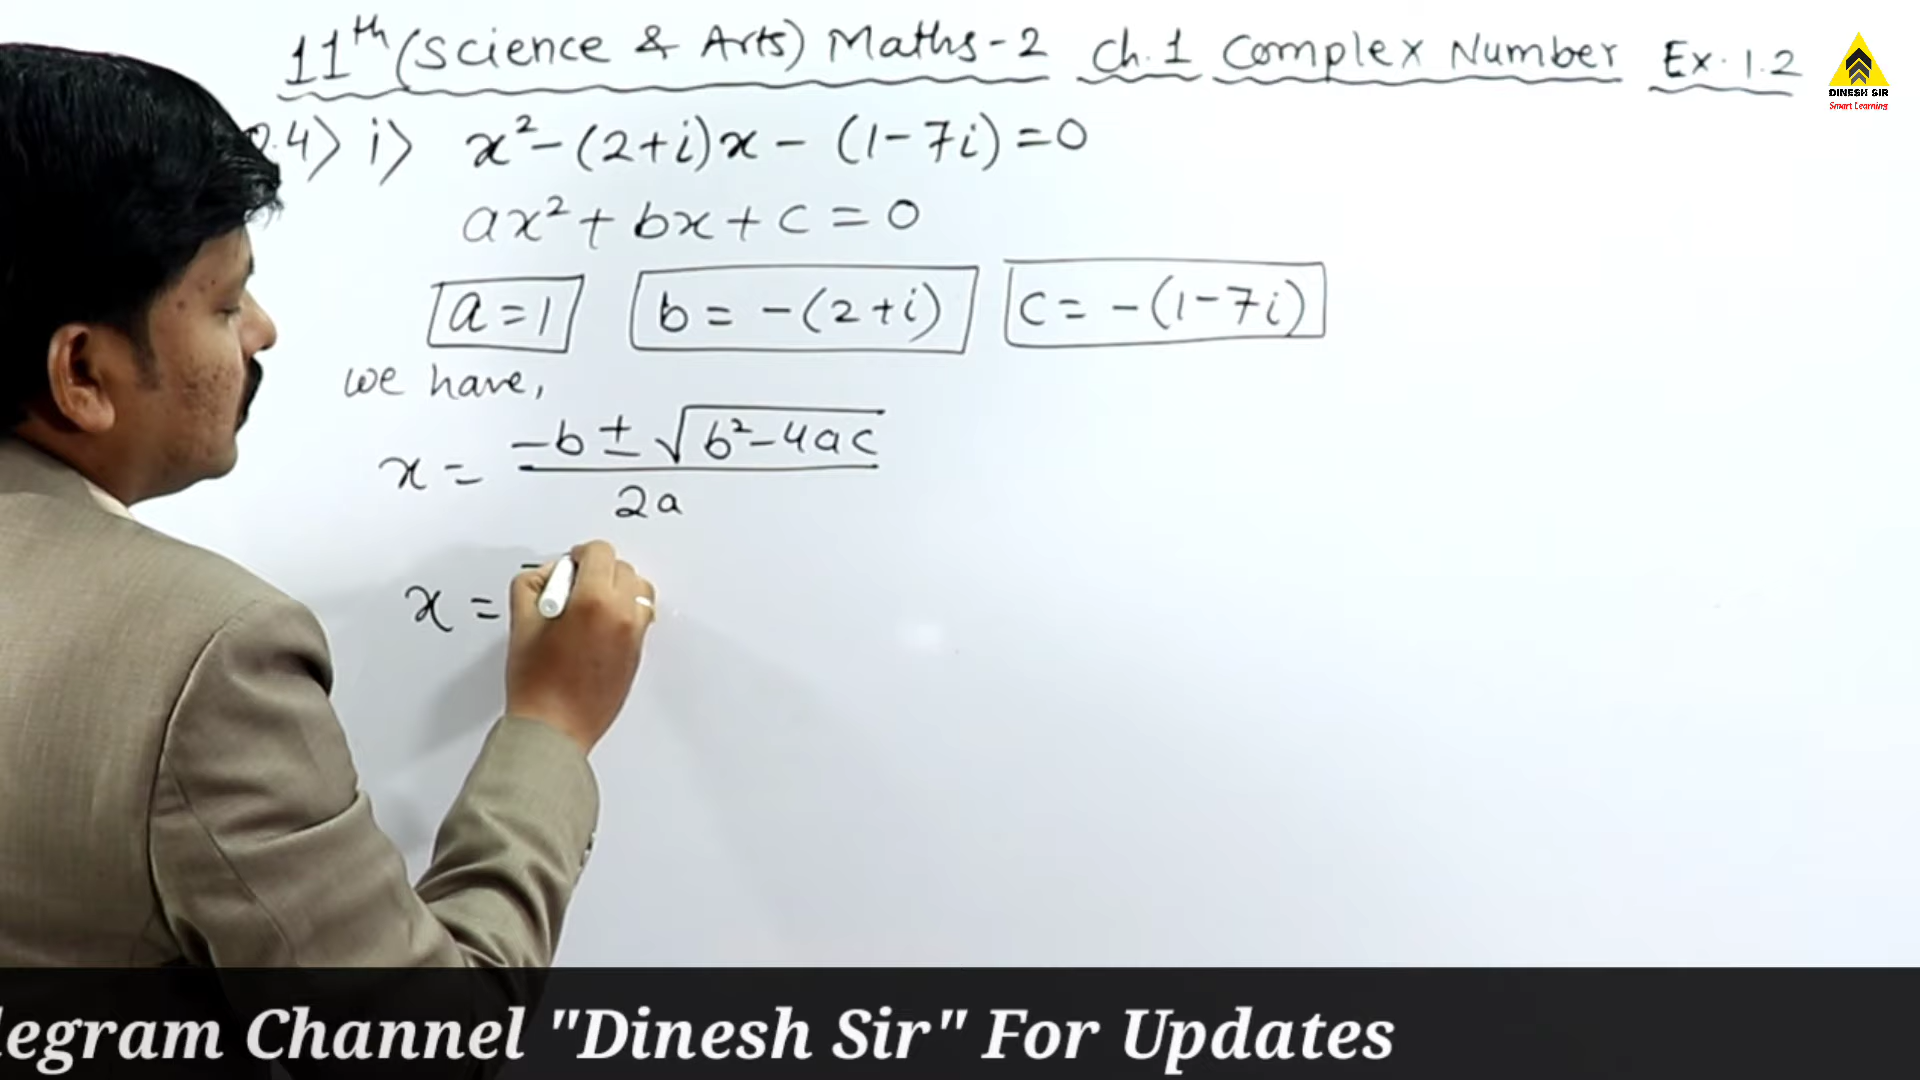 11th (Science & Arts) Maths-2 Ch.1 Complex Number Ex. 1.2
DINESH SIR
Smart Learning
.4) i) x² - (2+i)x - (1-7i) = 0
ax² + bx + c = 0
a = 1 b = -(2+i) c = -(1-7i)
we have,
x = -b ± √b²-4ac
2a
x = -
legram Channel "Dinesh Sir" For Updates